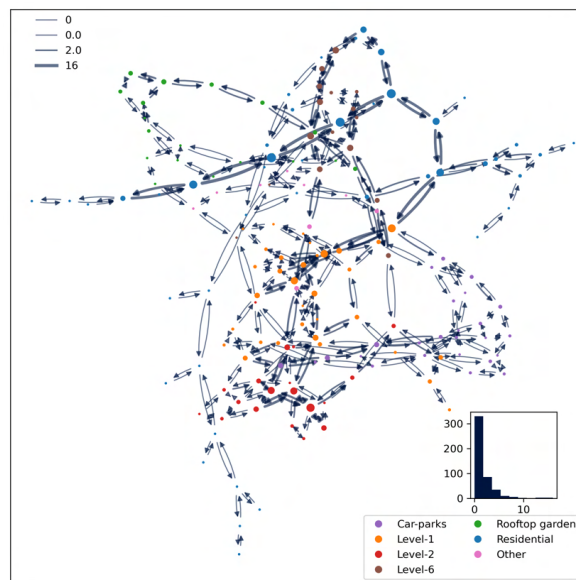 0
0.0
2.0
16
300
200
100
0
0 10
Car-parks Rooftop garden
Level-1 Residential
Level-2 Other
Level-6